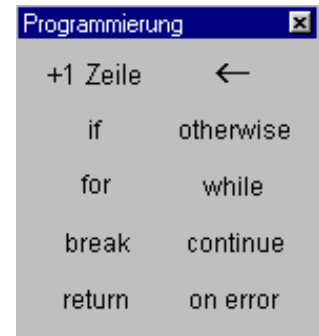 Programmierung
+1 Zeile ←
if otherwise
for while
break continue
return on error